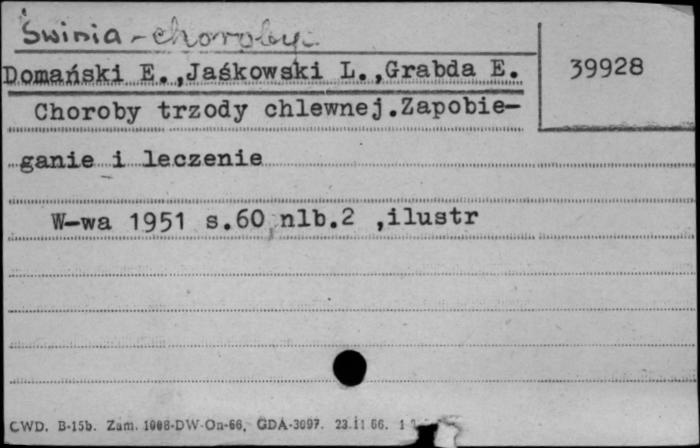 Świnia - choroby
39928
Domański E., Jaśkowski L., Grabda E.
Choroby trzody chlewnej. Zapobie-
ganie i leczenie
W-wa 1951 s.60 nlb.2 ,ilustr
CWD. B-15b. Zam. 1008-DW-On-66, GDA-3097. 23.II 66.